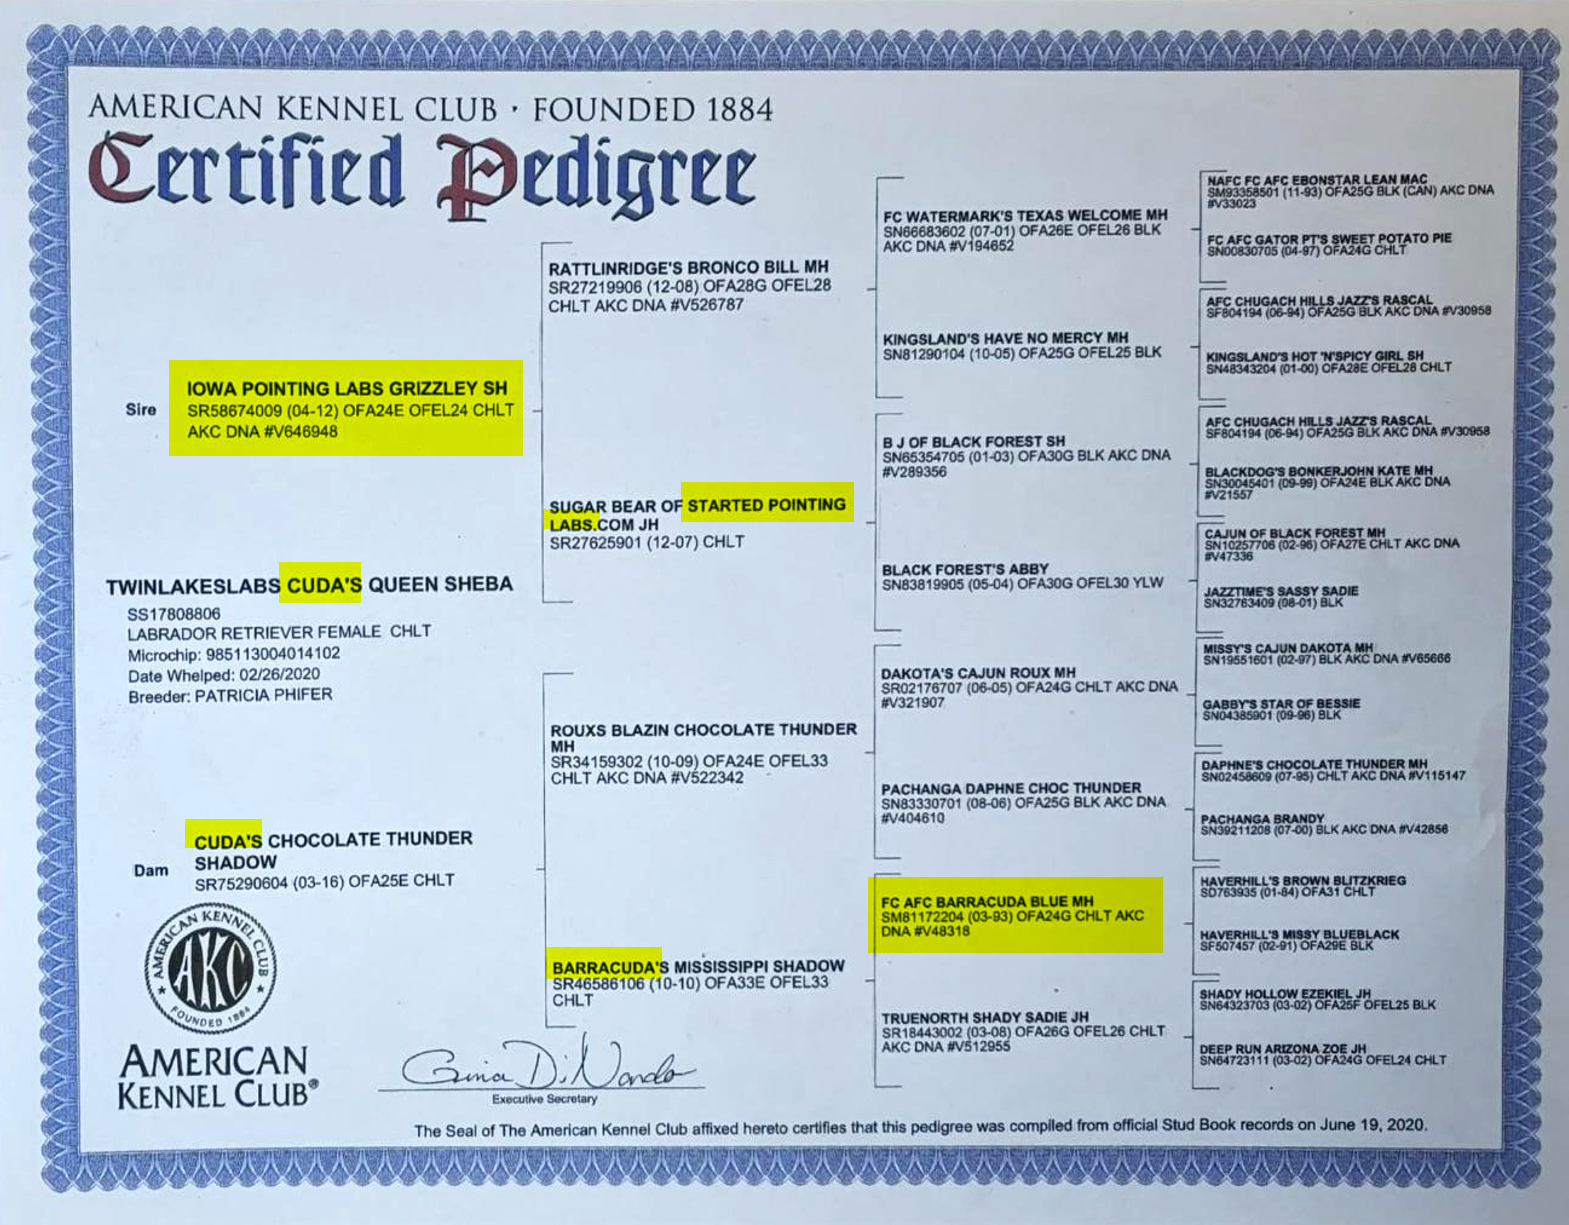 AMERICAN KENNEL CLUB · FOUNDED 1884
Certified Pedigree
Sire
IOWA POINTING LABS GRIZZLEY SH
SR58674009 (04-12) OFA24E OFEL24 CHLT
AKC DNA #V646948
TWINLAKESLABS CUDA'S QUEEN SHEBA
SS17808806
LABRADOR RETRIEVER FEMALE CHLT
Microchip: 985113004014102
Date Whelped: 02/26/2020
Breeder: PATRICIA PHIFER
Dam
CUDA'S CHOCOLATE THUNDER
SHADOW
SR75290604 (03-16) OFA25E CHLT
RATTLINRIDGE'S BRONCO BILL MH
SR27219906 (12-08) OFA28G OFEL28
CHLT AKC DNA #V526787
SUGAR BEAR OF STARTED POINTING
LABS.COM JH
SR27625901 (12-07) CHLT
ROUXS BLAZIN CHOCOLATE THUNDER
MH
SR34159302 (10-09) OFA24E OFEL33
CHLT AKC DNA #V522342
BARRACUDA'S MISSISSIPPI SHADOW
SR46586106 (10-10) OFA33E OFEL33
CHLT
FC WATERMARK'S TEXAS WELCOME MH
SN66683602 (07-01) OFA26E OFEL26 BLK
AKC DNA #V194652
KINGSLAND'S HAVE NO MERCY MH
SN81290104 (10-05) OFA25G OFEL25 BLK
B J OF BLACK FOREST SH
SN65354705 (01-03) OFA30G BLK AKC DNA
#V289356
BLACK FOREST'S ABBY
SN83819905 (05-04) OFA30G OFEL30 YLW
DAKOTA'S CAJUN ROUX MH
SR02176707 (06-05) OFA24G CHLT AKC DNA
#V321907
PACHANGA DAPHNE CHOC THUNDER
SN83330701 (08-06) OFA25G BLK AKC DNA
#V404610
FC AFC BARRACUDA BLUE MH
SM81172204 (03-93) OFA24G CHLT AKC
DNA #V48318
TRUENORTH SHADY SADIE JH
SR18443002 (03-08) OFA26G OFEL26 CHLT
AKC DNA #V512955
NAFC FC AFC EBONSTAR LEAN MAC
SM93358501 (11-93) OFA25G BLK (CAN) AKC DNA
#V33023
FC AFC GATOR PT'S SWEET POTATO PIE
SN00830705 (04-97) OFA24G CHLT
AFC CHUGACH HILLS JAZZ'S RASCAL
SF804194 (06-94) OFA25G BLK AKC DNA #V30958
KINGSLAND'S HOT 'N'SPICY GIRL SH
SN48343204 (01-00) OFA28E OFEL28 CHLT
AFC CHUGACH HILLS JAZZ'S RASCAL
SF804194 (06-94) OFA25G BLK AKC DNA #V30958
BLACKDOG'S BONKERJOHN KATE MH
SN30045401 (09-99) OFA24E BLK AKC DNA
#V21557
CAJUN OF BLACK FOREST MH
SN10257706 (02-96) OFA27E CHLT AKC DNA
#V47336
JAZZTIME'S SASSY SADIE
SN32763409 (08-01) BLK
MISSY'S CAJUN DAKOTA MH
SN19551601 (02-97) BLK AKC DNA #V65666
GABBY'S STAR OF BESSIE
SN04385901 (09-96) BLK
DAPHNE'S CHOCOLATE THUNDER MH
SN02458609 (07-95) CHLT AKC DNA #V115147
PACHANGA BRANDY
SN39211208 (07-00) BLK AKC DNA #V42856
HAVERHILL'S BROWN BLITZKRIEG
SD763935 (01-84) OFA31 CHLT
HAVERHILL'S MISSY BLUEBLACK
SF507457 (02-91) OFA29E BLK
SHADY HOLLOW EZEKIEL JH
SN64323703 (03-02) OFA25F OFEL25 BLK
DEEP RUN ARIZONA ZOE JH
SN64723111 (03-02) OFA24G OFEL24 CHLT
AMERICAN KENNEL CLUB
AKC
FOUNDED 1884
AMERICAN
KENNEL CLUB®
Gina DiNardo
Executive Secretary
The Seal of The American Kennel Club affixed hereto certifies that this pedigree was compiled from official Stud Book records on June 19, 2020.